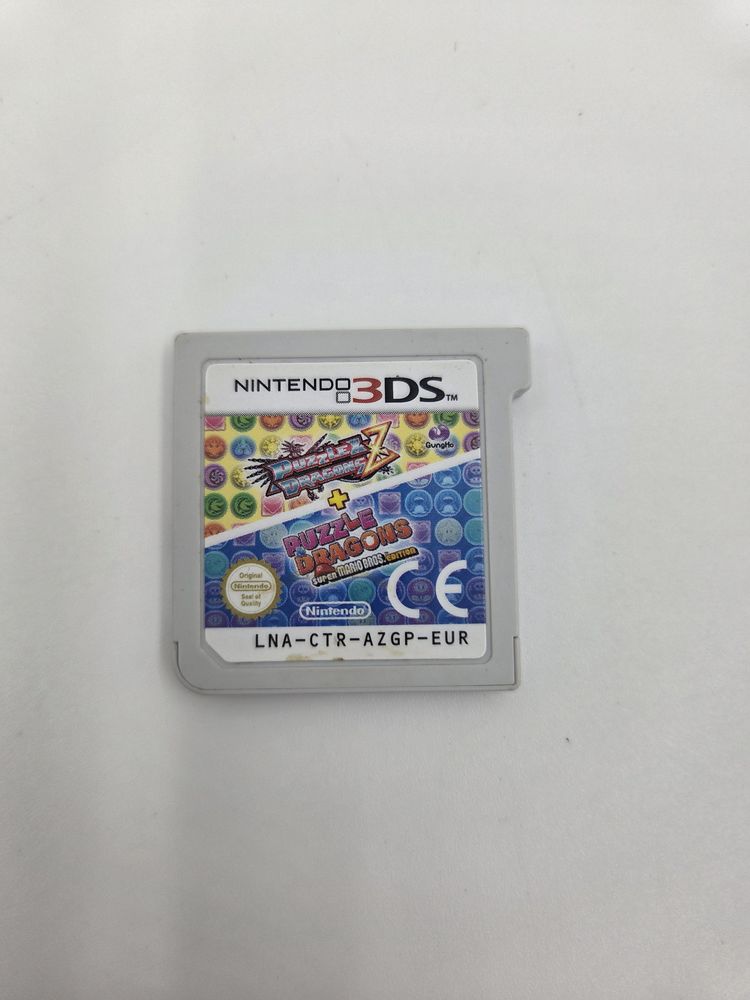 NINTENDO 3DS™
PUZZLE & DRAGONS Z
GungHo
+
PUZZLE & DRAGONS
SUPER MARIO BROS. EDITION
Original
Nintendo
Seal of
Quality
Nintendo
CE
LNA-CTR-AZGP-EUR